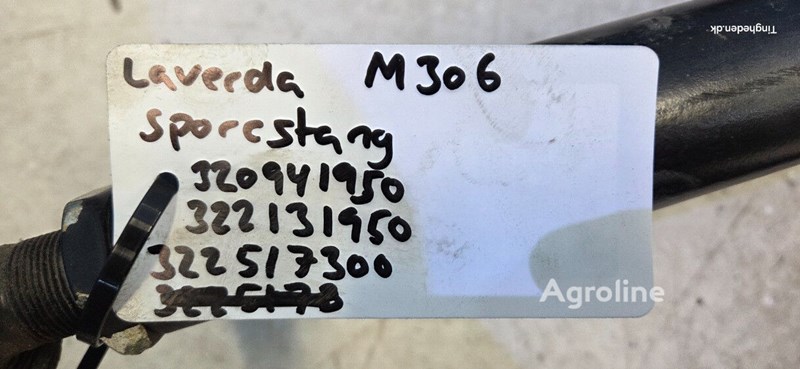 Tingheden.dk
Laverda M306
Sporestang
320941950
322131950
322517300
Agroline